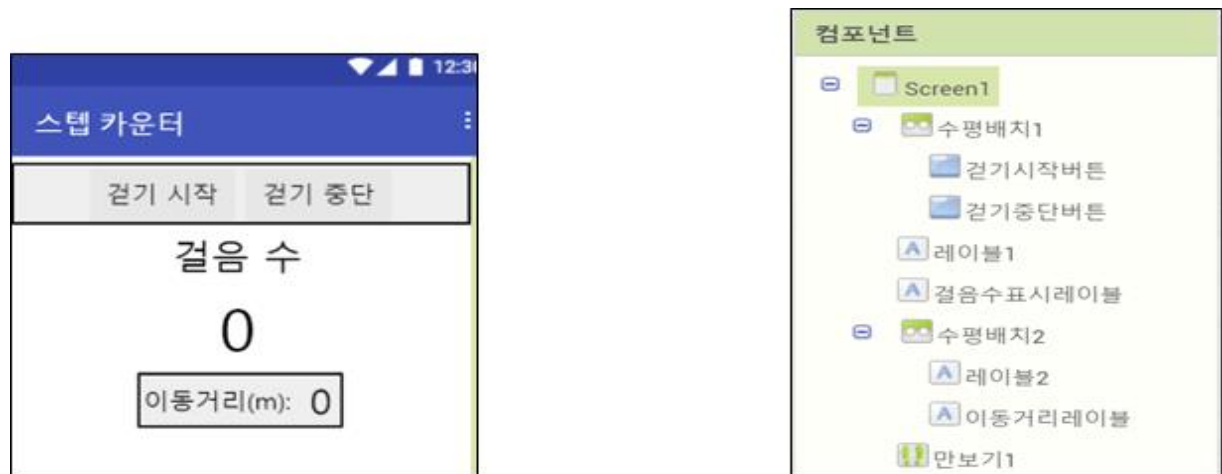 12:30
스텝 카운터
걷기 시작 걷기 중단
걸음 수
0
이동거리(m): 0
컴포넌트
Screen1
수평배치1
걷기시작버튼
걷기중단버튼
레이블1
걸음수표시레이블
수평배치2
레이블2
이동거리레이블
만보기1